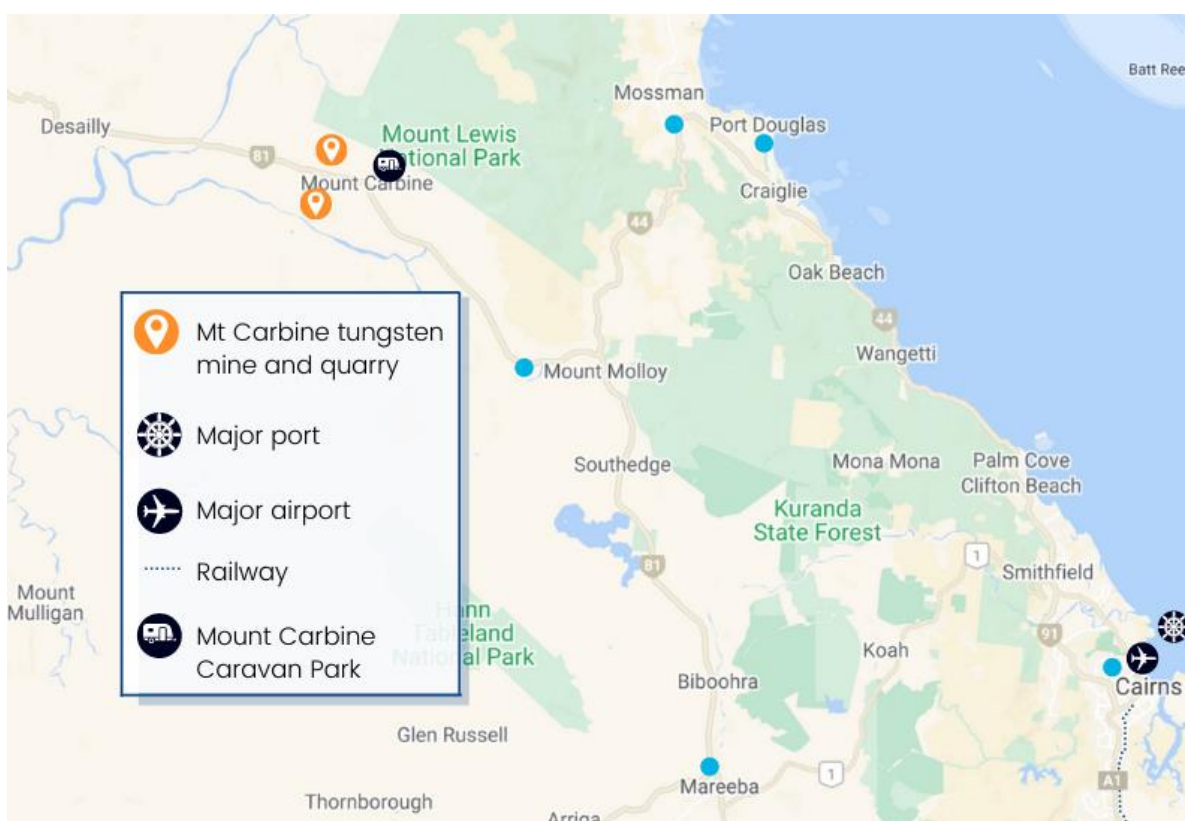 Batt Ree
Mossman
Desailly
Port Douglas
Mount Lewis
National Park
81
Mount Carbine
Craiglie
44
Oak Beach
Mt Carbine tungsten
mine and quarry
44
Wangetti
Mount Molloy
Major port
Southedge
Mona Mona
Palm Cove
Clifton Beach
Major airport
Kuranda
State Forest
1
81
Railway
Smithfield
Mount
Mulligan
Hann
Tableland
National Park
Mount Carbine
Caravan Park
91
Koah
Biboohra
Cairns
Glen Russell
1
Mareeba
A1
Thornborough
Arriga